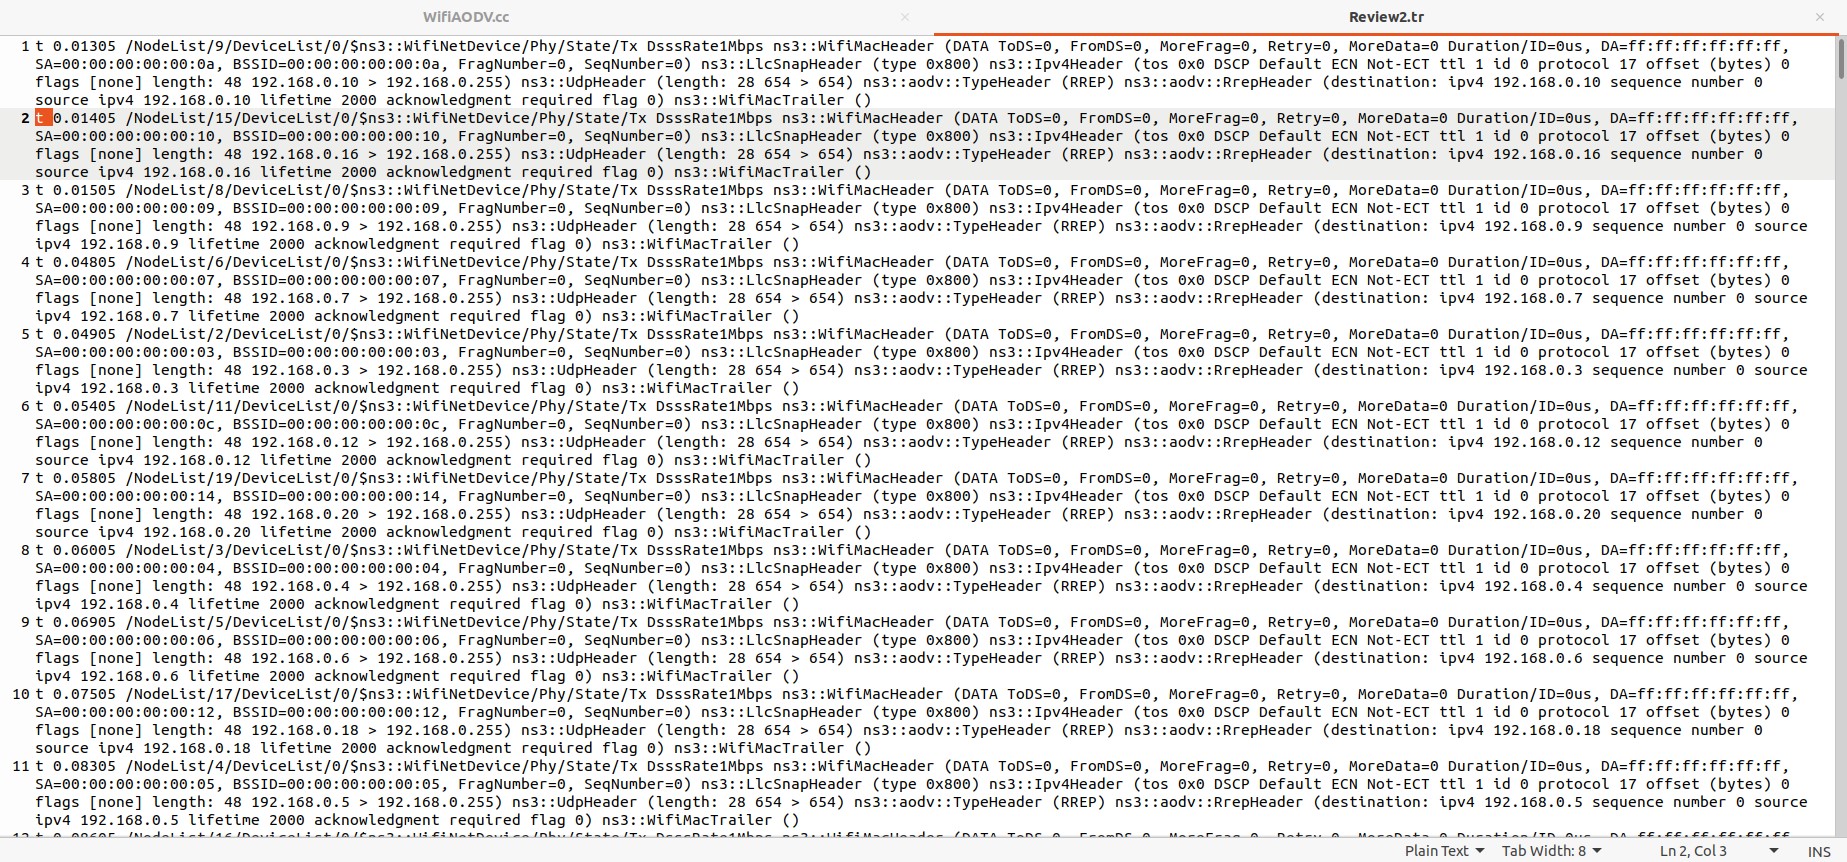 WifiAODV.cc × Review2.tr ×
1 t 0.01305 /NodeList/9/DeviceList/0/$ns3::WifiNetDevice/Phy/State/Tx DsssRate1Mbps ns3::WifiMacHeader (DATA ToDS=0, FromDS=0, MoreFrag=0, Retry=0, MoreData=0 Duration/ID=0us, DA=ff:ff:ff:ff:ff:ff,
SA=00:00:00:00:00:0a, BSSID=00:00:00:00:00:0a, FragNumber=0, SeqNumber=0) ns3::LlcSnapHeader (type 0x800) ns3::Ipv4Header (tos 0x0 DSCP Default ECN Not-ECT ttl 1 id 0 protocol 17 offset (bytes) 0
flags [none] length: 48 192.168.0.10 > 192.168.0.255) ns3::UdpHeader (length: 28 654 > 654) ns3::aodv::TypeHeader (RREP) ns3::aodv::RrepHeader (destination: ipv4 192.168.0.10 sequence number 0
source ipv4 192.168.0.10 lifetime 2000 acknowledgment required flag 0) ns3::WifiMacTrailer ()
2 t 0.01405 /NodeList/15/DeviceList/0/$ns3::WifiNetDevice/Phy/State/Tx DsssRate1Mbps ns3::WifiMacHeader (DATA ToDS=0, FromDS=0, MoreFrag=0, Retry=0, MoreData=0 Duration/ID=0us, DA=ff:ff:ff:ff:ff:ff,
SA=00:00:00:00:00:10, BSSID=00:00:00:00:00:10, FragNumber=0, SeqNumber=0) ns3::LlcSnapHeader (type 0x800) ns3::Ipv4Header (tos 0x0 DSCP Default ECN Not-ECT ttl 1 id 0 protocol 17 offset (bytes) 0
flags [none] length: 48 192.168.0.16 > 192.168.0.255) ns3::UdpHeader (length: 28 654 > 654) ns3::aodv::TypeHeader (RREP) ns3::aodv::RrepHeader (destination: ipv4 192.168.0.16 sequence number 0
source ipv4 192.168.0.16 lifetime 2000 acknowledgment required flag 0) ns3::WifiMacTrailer ()
3 t 0.01505 /NodeList/8/DeviceList/0/$ns3::WifiNetDevice/Phy/State/Tx DsssRate1Mbps ns3::WifiMacHeader (DATA ToDS=0, FromDS=0, MoreFrag=0, Retry=0, MoreData=0 Duration/ID=0us, DA=ff:ff:ff:ff:ff:ff,
SA=00:00:00:00:00:09, BSSID=00:00:00:00:00:09, FragNumber=0, SeqNumber=0) ns3::LlcSnapHeader (type 0x800) ns3::Ipv4Header (tos 0x0 DSCP Default ECN Not-ECT ttl 1 id 0 protocol 17 offset (bytes) 0
flags [none] length: 48 192.168.0.9 > 192.168.0.255) ns3::UdpHeader (length: 28 654 > 654) ns3::aodv::TypeHeader (RREP) ns3::aodv::RrepHeader (destination: ipv4 192.168.0.9 sequence number 0 source
ipv4 192.168.0.9 lifetime 2000 acknowledgment required flag 0) ns3::WifiMacTrailer ()
4 t 0.04805 /NodeList/6/DeviceList/0/$ns3::WifiNetDevice/Phy/State/Tx DsssRate1Mbps ns3::WifiMacHeader (DATA ToDS=0, FromDS=0, MoreFrag=0, Retry=0, MoreData=0 Duration/ID=0us, DA=ff:ff:ff:ff:ff:ff,
SA=00:00:00:00:00:07, BSSID=00:00:00:00:00:07, FragNumber=0, SeqNumber=0) ns3::LlcSnapHeader (type 0x800) ns3::Ipv4Header (tos 0x0 DSCP Default ECN Not-ECT ttl 1 id 0 protocol 17 offset (bytes) 0
flags [none] length: 48 192.168.0.7 > 192.168.0.255) ns3::UdpHeader (length: 28 654 > 654) ns3::aodv::TypeHeader (RREP) ns3::aodv::RrepHeader (destination: ipv4 192.168.0.7 sequence number 0 source
ipv4 192.168.0.7 lifetime 2000 acknowledgment required flag 0) ns3::WifiMacTrailer ()
5 t 0.04905 /NodeList/2/DeviceList/0/$ns3::WifiNetDevice/Phy/State/Tx DsssRate1Mbps ns3::WifiMacHeader (DATA ToDS=0, FromDS=0, MoreFrag=0, Retry=0, MoreData=0 Duration/ID=0us, DA=ff:ff:ff:ff:ff:ff,
SA=00:00:00:00:00:03, BSSID=00:00:00:00:00:03, FragNumber=0, SeqNumber=0) ns3::LlcSnapHeader (type 0x800) ns3::Ipv4Header (tos 0x0 DSCP Default ECN Not-ECT ttl 1 id 0 protocol 17 offset (bytes) 0
flags [none] length: 48 192.168.0.3 > 192.168.0.255) ns3::UdpHeader (length: 28 654 > 654) ns3::aodv::TypeHeader (RREP) ns3::aodv::RrepHeader (destination: ipv4 192.168.0.3 sequence number 0 source
ipv4 192.168.0.3 lifetime 2000 acknowledgment required flag 0) ns3::WifiMacTrailer ()
6 t 0.05405 /NodeList/11/DeviceList/0/$ns3::WifiNetDevice/Phy/State/Tx DsssRate1Mbps ns3::WifiMacHeader (DATA ToDS=0, FromDS=0, MoreFrag=0, Retry=0, MoreData=0 Duration/ID=0us, DA=ff:ff:ff:ff:ff:ff,
SA=00:00:00:00:00:0c, BSSID=00:00:00:00:00:0c, FragNumber=0, SeqNumber=0) ns3::LlcSnapHeader (type 0x800) ns3::Ipv4Header (tos 0x0 DSCP Default ECN Not-ECT ttl 1 id 0 protocol 17 offset (bytes) 0
flags [none] length: 48 192.168.0.12 > 192.168.0.255) ns3::UdpHeader (length: 28 654 > 654) ns3::aodv::TypeHeader (RREP) ns3::aodv::RrepHeader (destination: ipv4 192.168.0.12 sequence number 0
source ipv4 192.168.0.12 lifetime 2000 acknowledgment required flag 0) ns3::WifiMacTrailer ()
7 t 0.05805 /NodeList/19/DeviceList/0/$ns3::WifiNetDevice/Phy/State/Tx DsssRate1Mbps ns3::WifiMacHeader (DATA ToDS=0, FromDS=0, MoreFrag=0, Retry=0, MoreData=0 Duration/ID=0us, DA=ff:ff:ff:ff:ff:ff,
SA=00:00:00:00:00:14, BSSID=00:00:00:00:00:14, FragNumber=0, SeqNumber=0) ns3::LlcSnapHeader (type 0x800) ns3::Ipv4Header (tos 0x0 DSCP Default ECN Not-ECT ttl 1 id 0 protocol 17 offset (bytes) 0
flags [none] length: 48 192.168.0.20 > 192.168.0.255) ns3::UdpHeader (length: 28 654 > 654) ns3::aodv::TypeHeader (RREP) ns3::aodv::RrepHeader (destination: ipv4 192.168.0.20 sequence number 0
source ipv4 192.168.0.20 lifetime 2000 acknowledgment required flag 0) ns3::WifiMacTrailer ()
8 t 0.06005 /NodeList/3/DeviceList/0/$ns3::WifiNetDevice/Phy/State/Tx DsssRate1Mbps ns3::WifiMacHeader (DATA ToDS=0, FromDS=0, MoreFrag=0, Retry=0, MoreData=0 Duration/ID=0us, DA=ff:ff:ff:ff:ff:ff,
SA=00:00:00:00:00:04, BSSID=00:00:00:00:00:04, FragNumber=0, SeqNumber=0) ns3::LlcSnapHeader (type 0x800) ns3::Ipv4Header (tos 0x0 DSCP Default ECN Not-ECT ttl 1 id 0 protocol 17 offset (bytes) 0
flags [none] length: 48 192.168.0.4 > 192.168.0.255) ns3::UdpHeader (length: 28 654 > 654) ns3::aodv::TypeHeader (RREP) ns3::aodv::RrepHeader (destination: ipv4 192.168.0.4 sequence number 0 source
ipv4 192.168.0.4 lifetime 2000 acknowledgment required flag 0) ns3::WifiMacTrailer ()
9 t 0.06905 /NodeList/5/DeviceList/0/$ns3::WifiNetDevice/Phy/State/Tx DsssRate1Mbps ns3::WifiMacHeader (DATA ToDS=0, FromDS=0, MoreFrag=0, Retry=0, MoreData=0 Duration/ID=0us, DA=ff:ff:ff:ff:ff:ff,
SA=00:00:00:00:00:06, BSSID=00:00:00:00:00:06, FragNumber=0, SeqNumber=0) ns3::LlcSnapHeader (type 0x800) ns3::Ipv4Header (tos 0x0 DSCP Default ECN Not-ECT ttl 1 id 0 protocol 17 offset (bytes) 0
flags [none] length: 48 192.168.0.6 > 192.168.0.255) ns3::UdpHeader (length: 28 654 > 654) ns3::aodv::TypeHeader (RREP) ns3::aodv::RrepHeader (destination: ipv4 192.168.0.6 sequence number 0 source
ipv4 192.168.0.6 lifetime 2000 acknowledgment required flag 0) ns3::WifiMacTrailer ()
10 t 0.07505 /NodeList/17/DeviceList/0/$ns3::WifiNetDevice/Phy/State/Tx DsssRate1Mbps ns3::WifiMacHeader (DATA ToDS=0, FromDS=0, MoreFrag=0, Retry=0, MoreData=0 Duration/ID=0us, DA=ff:ff:ff:ff:ff:ff,
SA=00:00:00:00:00:12, BSSID=00:00:00:00:00:12, FragNumber=0, SeqNumber=0) ns3::LlcSnapHeader (type 0x800) ns3::Ipv4Header (tos 0x0 DSCP Default ECN Not-ECT ttl 1 id 0 protocol 17 offset (bytes) 0
flags [none] length: 48 192.168.0.18 > 192.168.0.255) ns3::UdpHeader (length: 28 654 > 654) ns3::aodv::TypeHeader (RREP) ns3::aodv::RrepHeader (destination: ipv4 192.168.0.18 sequence number 0
source ipv4 192.168.0.18 lifetime 2000 acknowledgment required flag 0) ns3::WifiMacTrailer ()
11 t 0.08305 /NodeList/4/DeviceList/0/$ns3::WifiNetDevice/Phy/State/Tx DsssRate1Mbps ns3::WifiMacHeader (DATA ToDS=0, FromDS=0, MoreFrag=0, Retry=0, MoreData=0 Duration/ID=0us, DA=ff:ff:ff:ff:ff:ff,
SA=00:00:00:00:00:05, BSSID=00:00:00:00:00:05, FragNumber=0, SeqNumber=0) ns3::LlcSnapHeader (type 0x800) ns3::Ipv4Header (tos 0x0 DSCP Default ECN Not-ECT ttl 1 id 0 protocol 17 offset (bytes) 0
flags [none] length: 48 192.168.0.5 > 192.168.0.255) ns3::UdpHeader (length: 28 654 > 654) ns3::aodv::TypeHeader (RREP) ns3::aodv::RrepHeader (destination: ipv4 192.168.0.5 sequence number 0 source
ipv4 192.168.0.5 lifetime 2000 acknowledgment required flag 0) ns3::WifiMacTrailer ()
Plain Text Tab Width: 8 Ln 2, Col 3 INS